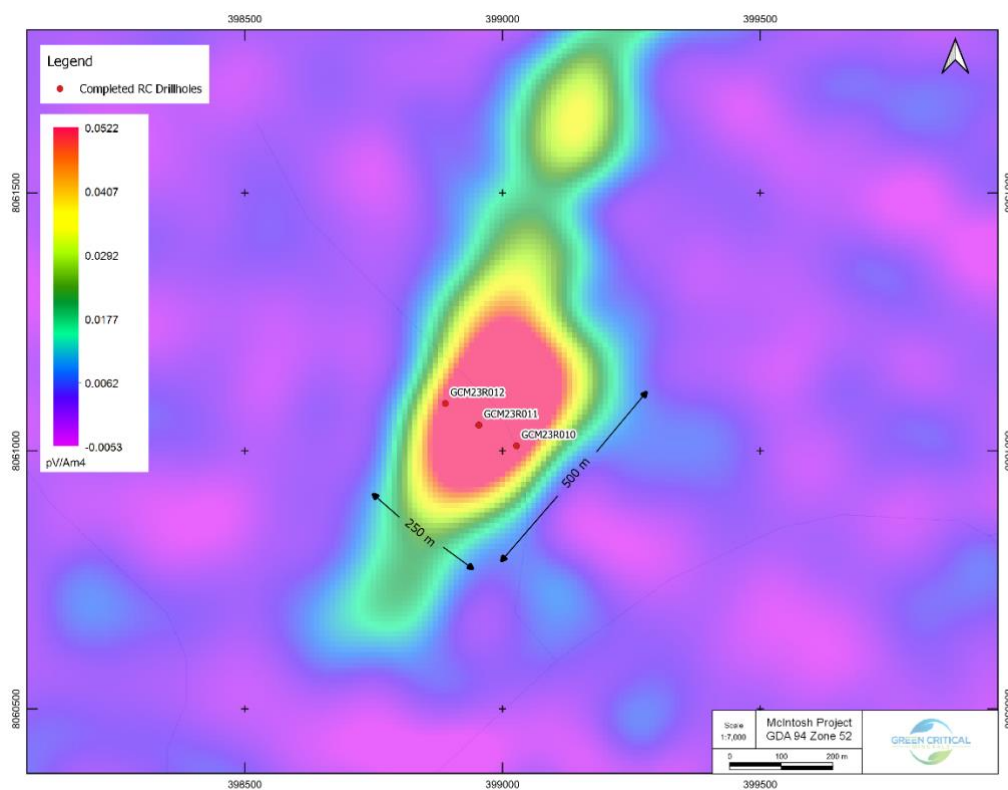 398500 399000 399500
Legend
Completed RC Drillholes
0.0522
0.0407
0.0292
0.0177
0.0062
-0.0053
pV/Am4
8061500
8061000
8060500
GCM23R012
GCM23R011
GCM23R010
500 m
250 m
Scale
1:7,000
0 100 200 m
McIntosh Project
GDA 94 Zone 52
GREEN CRITICAL
MINERALS
398500 399000 399500